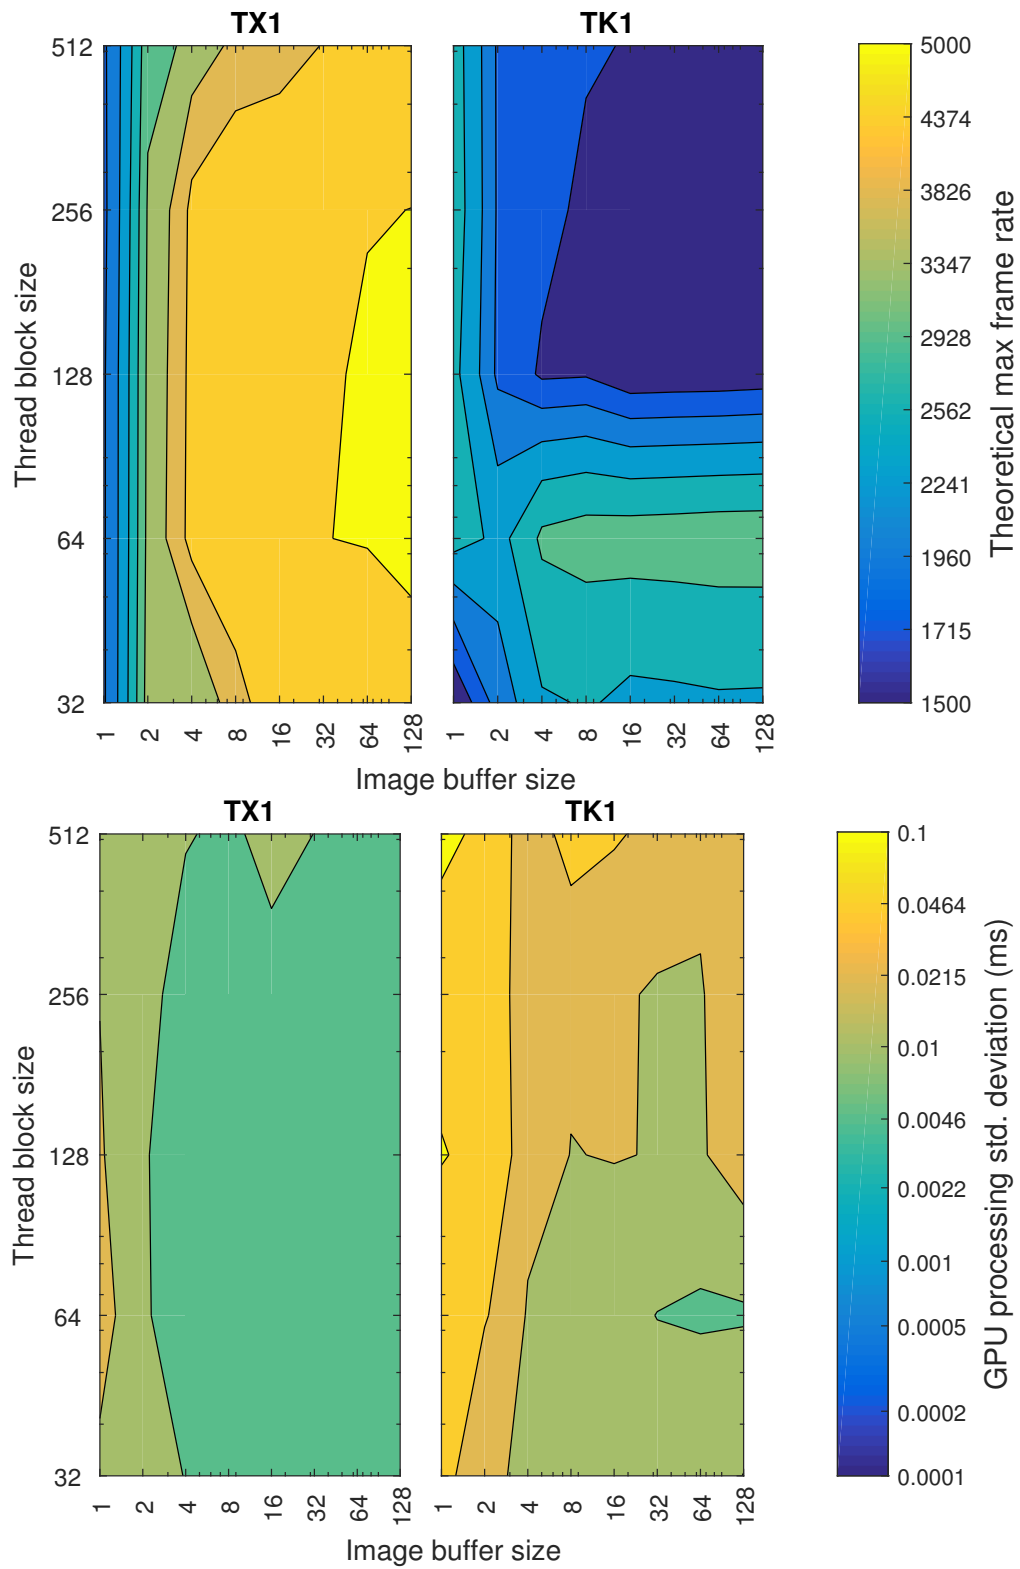 TX1 TK1
512
256
128
64
32
Thread block size
1 2 4 8 16 32 64 128
1 2 4 8 16 32 64 128
Image buffer size
5000
4374
3826
3347
2928
2562
2241
1960
1715
1500
Theoretical max frame rate
TX1 TK1
512
256
128
64
32
Thread block size
1 2 4 8 16 32 64 128
1 2 4 8 16 32 64 128
Image buffer size
0.1
0.0464
0.0215
0.01
0.0046
0.0022
0.001
0.0005
0.0002
0.0001
GPU processing std. deviation (ms)